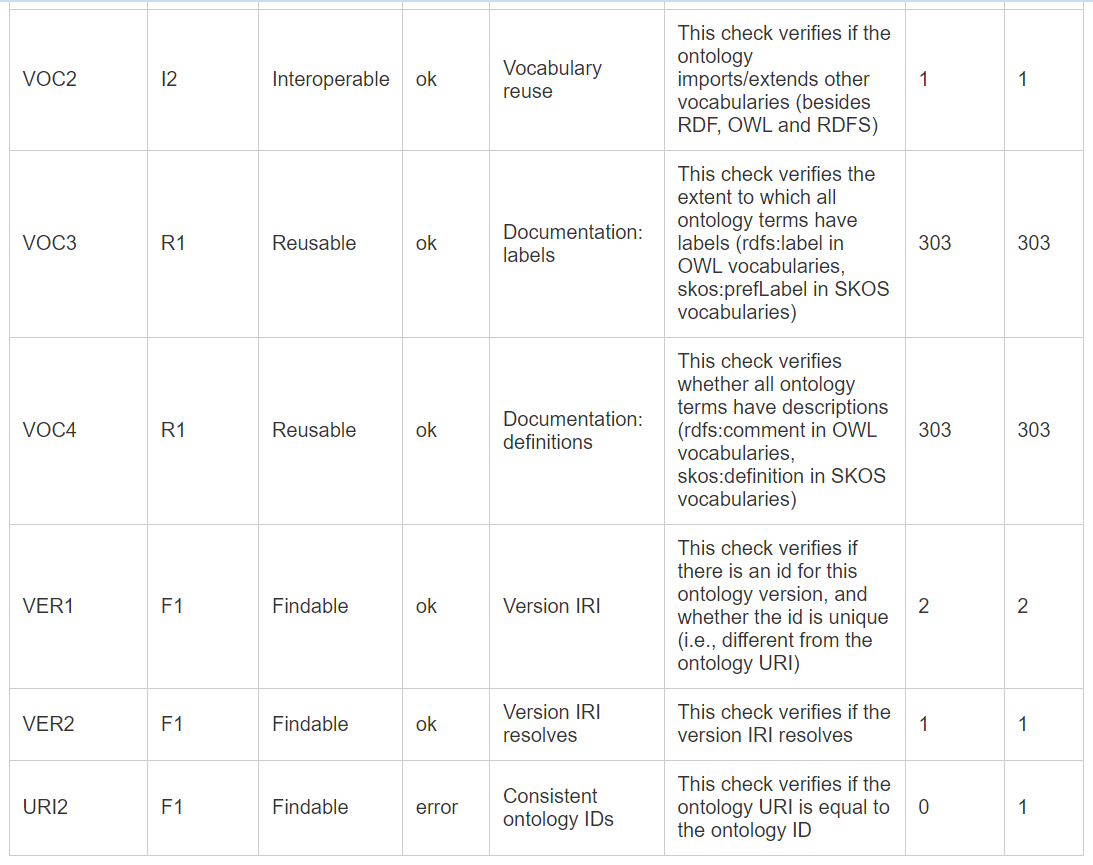 VOC2
I2
Interoperable
ok
Vocabulary
reuse
This check verifies if the
ontology
imports/extends other
vocabularies (besides
RDF, OWL and RDFS)
1
1
VOC3
R1
Reusable
ok
Documentation:
labels
This check verifies the
extent to which all
ontology terms have
labels (rdfs:label in
OWL vocabularies,
skos:prefLabel in SKOS
vocabularies)
303
303
VOC4
R1
Reusable
ok
Documentation:
definitions
This check verifies
whether all ontology
terms have descriptions
(rdfs:comment in OWL
vocabularies,
skos:definition in SKOS
vocabularies)
303
303
VER1
F1
Findable
ok
Version IRI
This check verifies if
there is an id for this
ontology version, and
whether the id is unique
(i.e., different from the
ontology URI)
2
2
VER2
F1
Findable
ok
Version IRI
resolves
This check verifies if the
version IRI resolves
1
1
URI2
F1
Findable
error
Consistent
ontology IDs
This check verifies if the
ontology URI is equal to
the ontology ID
0
1